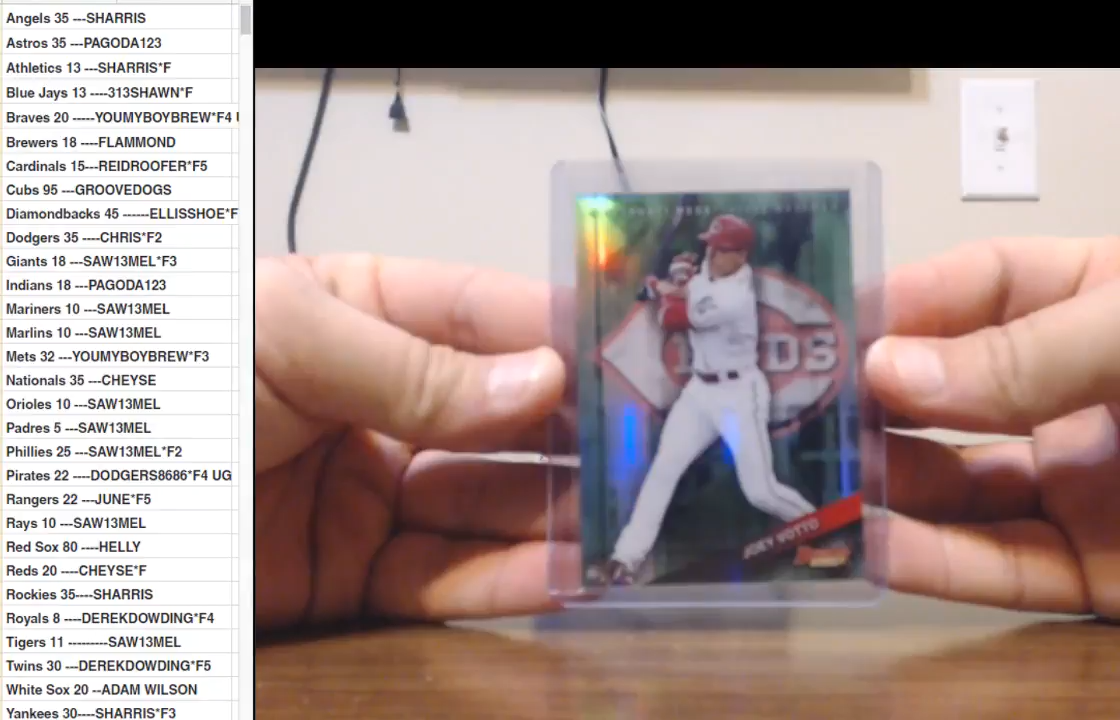 Angels 35 ---SHARRIS
Astros 35 ---PAGODA123
Athletics 13 ---SHARRIS*F
Blue Jays 13 ----313SHAWN*F
Braves 20 -----YOUMYBOYBREW*F4
Brewers 18 ----FLAMMOND
Cardinals 15---REIDROOFER*F5
Cubs 95 ---GROOVEDOGS
Diamondbacks 45 ------ELLISSHOE*F
Dodgers 35 ----CHRIS*F2
Giants 18 ---SAW13MEL*F3
Indians 18 ---PAGODA123
Mariners 10 ---SAW13MEL
Marlins 10 ---SAW13MEL
Mets 32 ---YOUMYBOYBREW*F3
Nationals 35 ---CHEYSE
Orioles 10 ---SAW13MEL
Padres 5 ---SAW13MEL
Phillies 25 ---SAW13MEL*F2
Pirates 22 ----DODGERS8686*F4 UG
Rangers 22 ---JUNE*F5
Rays 10 ---SAW13MEL
Red Sox 80 ----HELLY
Reds 20 ----CHEYSE*F
Rockies 35----SHARRIS
Royals 8 ----DEREKDOWDING*F4
Tigers 11 ---------SAW13MEL
Twins 30 ---DEREKDOWDING*F5
White Sox 20 --ADAM WILSON
Yankees 30----SHARRIS*F3
DS
JOEY VOTTO